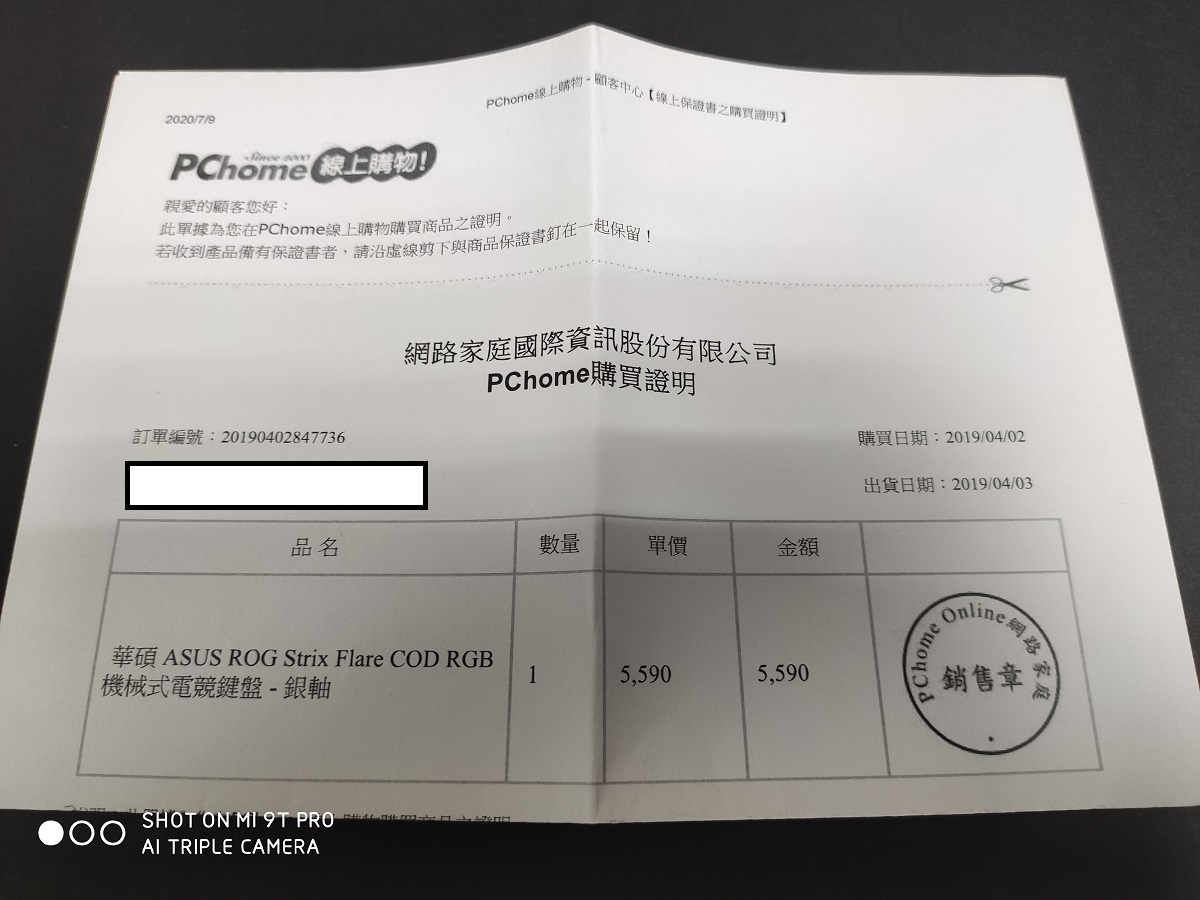 PChome線上購物 - 顧客中心【線上保證書之購買證明】
2020/7/9
Since 2000
PChome 線上購物!
親愛的顧客您好：
此單據為您在PChome線上購物購買商品之證明。
若收到產品備有保證書者、請沿虛線剪下與商品保證書釘在一起保留！
網路家庭國際資訊股份有限公司
PChome購買證明
訂單編號：20190402847736
購買日期：2019/04/02
出貨日期：2019/04/03
品 名 數量 單價 金額
華碩 ASUS ROG Strix Flare COD RGB
機械式電競鍵盤 - 銀軸
1 5,590 5,590
PChome Online網路家庭
銷售章
購物購買商品之證明
SHOT ON MI 9T PRO
AI TRIPLE CAMERA